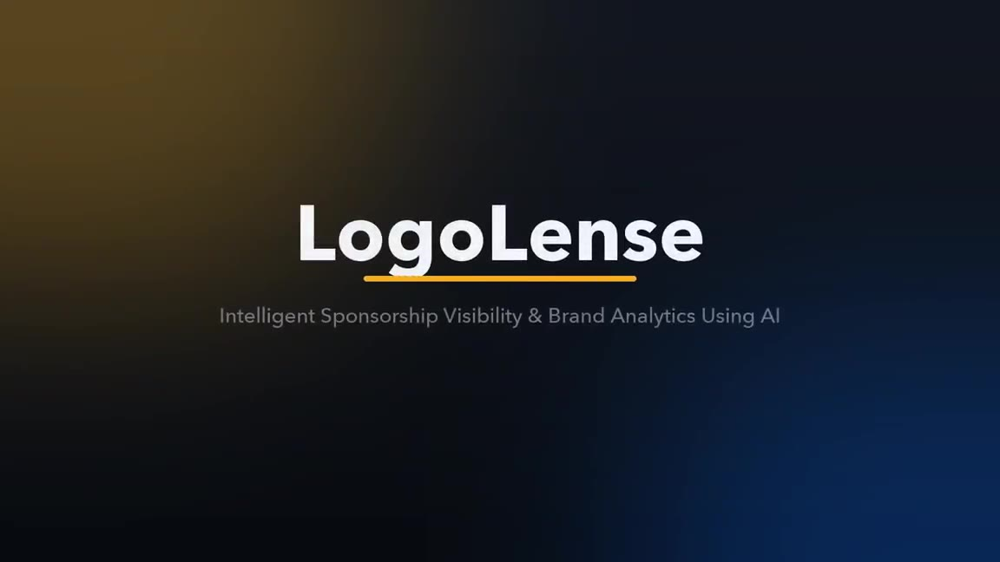 LogoLense
Intelligent Sponsorship Visibility & Brand Analytics Using AI